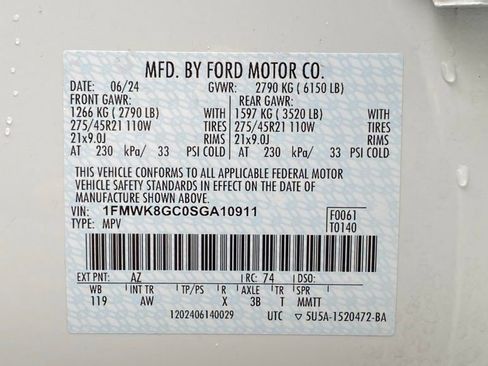 MFD. BY FORD MOTOR CO.
DATE: 06/24 GVWR: 2790 KG ( 6150 LB)
FRONT GAWR: REAR GAWR:
1266 KG ( 2790 LB) WITH 1597 KG ( 3520 LB) WITH
275/45R21 110W TIRES 275/45R21 110W TIRES
21x9.0J RIMS 21x9.0J RIMS
AT 230 kPa/ 33 PSI COLD AT 230 kPa/ 33 PSI COLD
THIS VEHICLE CONFORMS TO ALL APPLICABLE FEDERAL MOTOR
VEHICLE SAFETY STANDARDS IN EFFECT ON THE DATE OF
MANUFACTURE SHOWN ABOVE.
VIN: 1FMWK8GC0SGA10911 F0061
TYPE: MPV T0140
EXT PNT: AZ RC: 74 DSO:
WB INT TR TP/PS R AXLE TR SPR
119 AW X 3B T MMTT
1202406140029 UTC ▽ 5U5A-1520472-BA